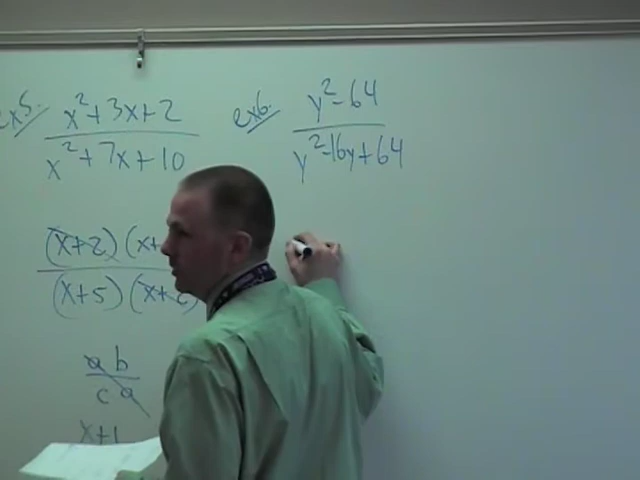 ex5. x²+3x+2
x²+7x+10
(x+2)(x+
(x+5)(x+
a b
c a
x+1
ex6. y²-64
y²-16y+64